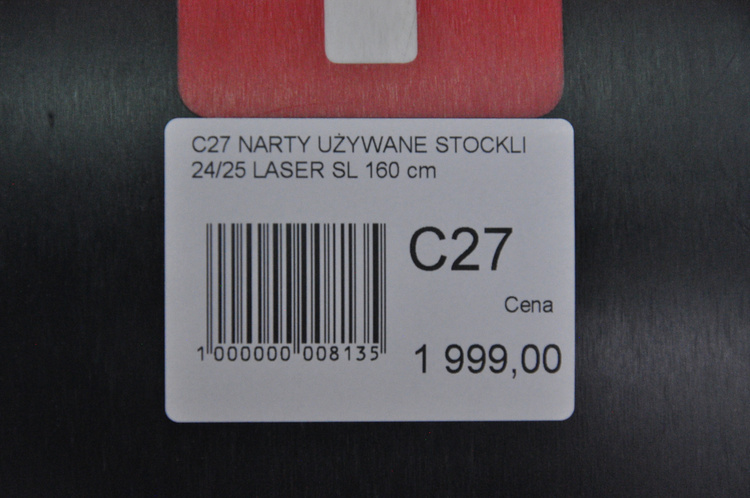 C27 NARTY UŻYWANE STOCKLI
24/25 LASER SL 160 cm
C27
Cena
1 000000 008135
1 999,00